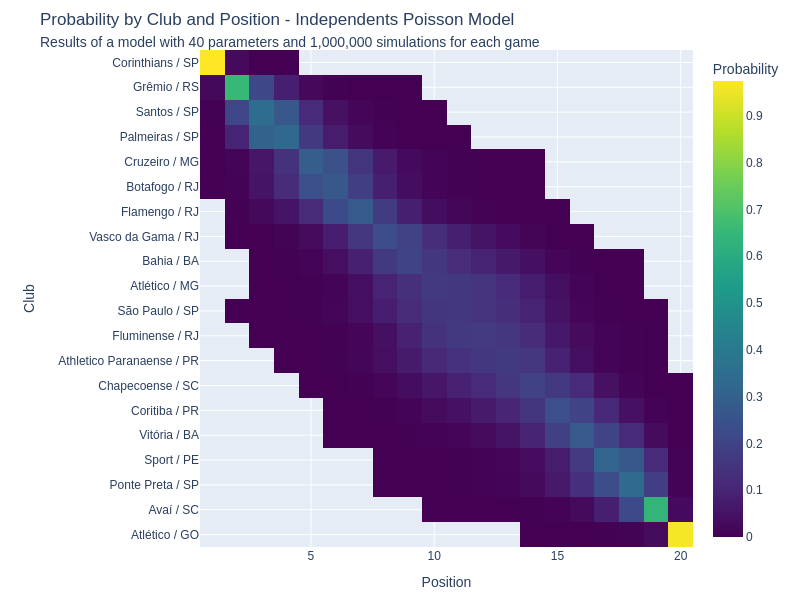 Probability by Club and Position - Independents Poisson Model
Results of a model with 40 parameters and 1,000,000 simulations for each game
Probability
Corinthians / SP
Grêmio / RS
Santos / SP
Palmeiras / SP
Cruzeiro / MG
Botafogo / RJ
Flamengo / RJ
Vasco da Gama / RJ
Bahia / BA
Atlético / MG
São Paulo / SP
Fluminense / RJ
Athletico Paranaense / PR
Chapecoense / SC
Coritiba / PR
Vitória / BA
Sport / PE
Ponte Preta / SP
Avaí / SC
Atlético / GO
Club
5
10
15
20
Position
0.9
0.8
0.7
0.6
0.5
0.4
0.3
0.2
0.1
0